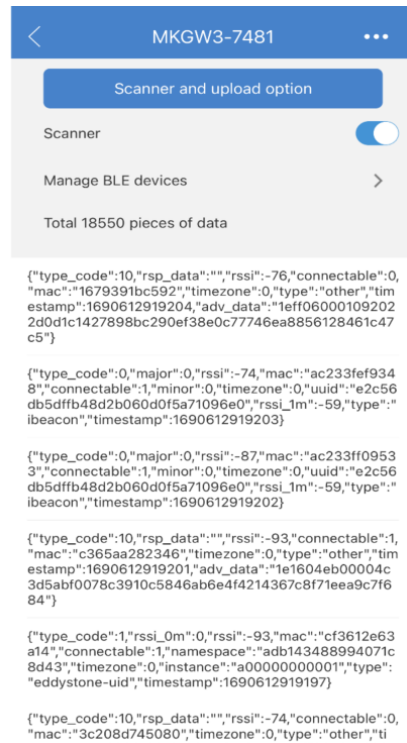 MKGW3-7481
Scanner and upload option
Scanner
Manage BLE devices
Total 18550 pieces of data
{"type_code":10,"rsp_data":"","rssi":-76,"connectable":0,
"mac":"1679391bc592","timezone":0,"type":"other","tim
estamp":1690612919204,"adv_data":"1eff06000109202
2d0d1c1427898bc290ef38e0c77746ea8856128461c47
c5"}
{"type_code":0,"major":0,"rssi":-74,"mac":"ac233fef934
8","connectable":1,"minor":0,"timezone":0,"uuid":"e2c56
db5dffb48d2b060d0f5a71096e0","rssi_1m":-59,"type":"
ibeacon","timestamp":1690612919203}
{"type_code":0,"major":0,"rssi":-87,"mac":"ac233ff0953
3","connectable":1,"minor":0,"timezone":0,"uuid":"e2c56
db5dffb48d2b060d0f5a71096e0","rssi_1m":-59,"type":"
ibeacon","timestamp":1690612919202}
{"type_code":10,"rsp_data":"","rssi":-93,"connectable":1,
"mac":"c365aa282346","timezone":0,"type":"other","tim
estamp":1690612919201,"adv_data":"1e1604eb00004c
3d5abf0078c3910c5846ab6e4f4214367c8f71eea9c7f6
84"}
{"type_code":1,"rssi_0m":0,"rssi":-93,"mac":"cf3612e63
a14","connectable":1,"namespace":"adb143488994071c
8d43","timezone":0,"instance":"a00000000001","type":
"eddystone-uid","timestamp":1690612919197}
{"type_code":10,"rsp_data":"","rssi":-74,"connectable":0,
"mac":"3c208d745080","timezone":0,"type":"other","ti